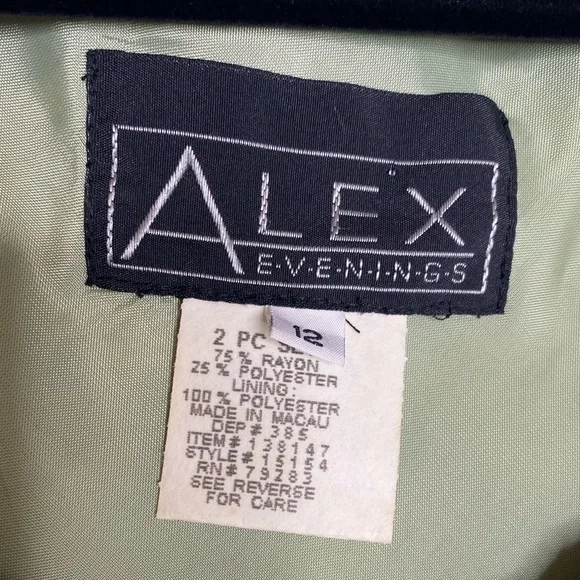 ALEX
E·V·E·N·I·N·G·S
12
2 PC
75% RAYON
25% POLYESTER
LINING:
100% POLYESTER
MADE IN MACAU
DEP# 385
ITEM# 138147
STYLE# 15154
RN# 79283
SEE REVERSE
FOR CARE